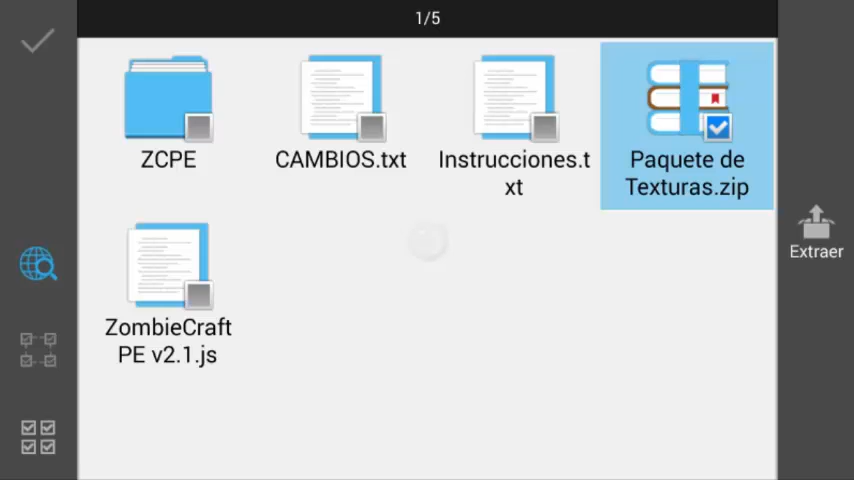 1/5
ZCPE
CAMBIOS.txt
Instrucciones.t
xt
Paquete de
Texturas.zip
Extraer
ZombieCraft
PE v2.1.js